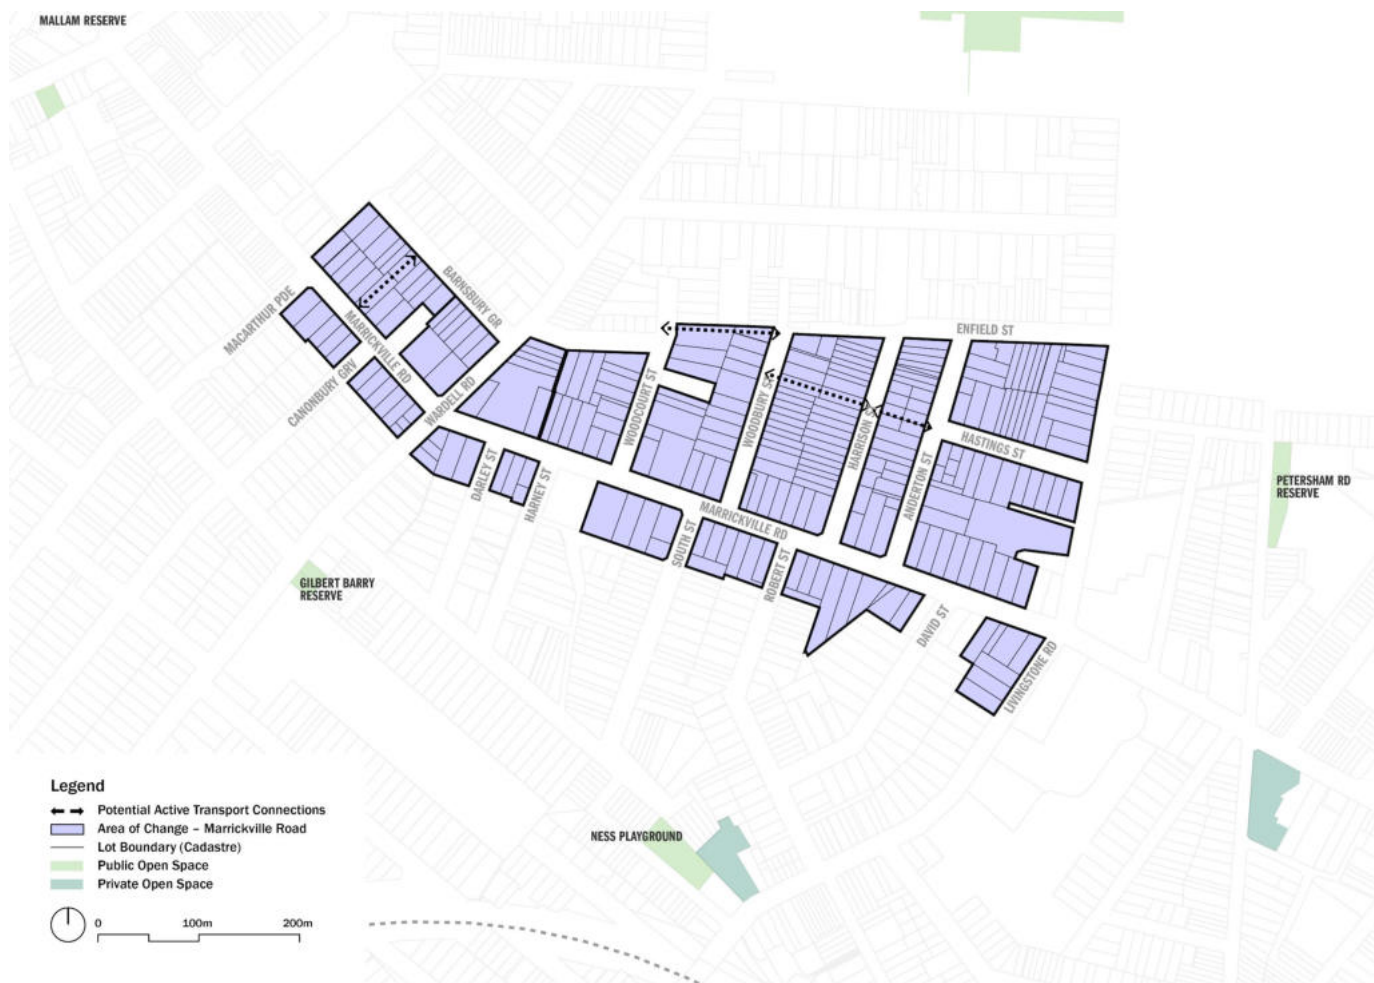 MALLAM RESERVE
BARNSBURY GR
MACARTHUR PDE
MARRICKVILLE RD
CANONBURY GRV
WARDELL RD
ENFIELD ST
WOODCOURT ST
WOODBURY ST
HARRISON ST
HASTINGS ST
ANDERTON ST
DARLEY ST
HARNEY ST
PETERSHAM RD
RESERVE
MARRICKVILLE RD
SOUTH ST
ROBERT ST
GILBERT BARRY
RESERVE
DAVID ST
LIVINGSTONE RD
Legend
Potential Active Transport Connections
Area of Change – Marrickville Road
Lot Boundary (Cadastre)
Public Open Space
Private Open Space
NESS PLAYGROUND
0 100m 200m